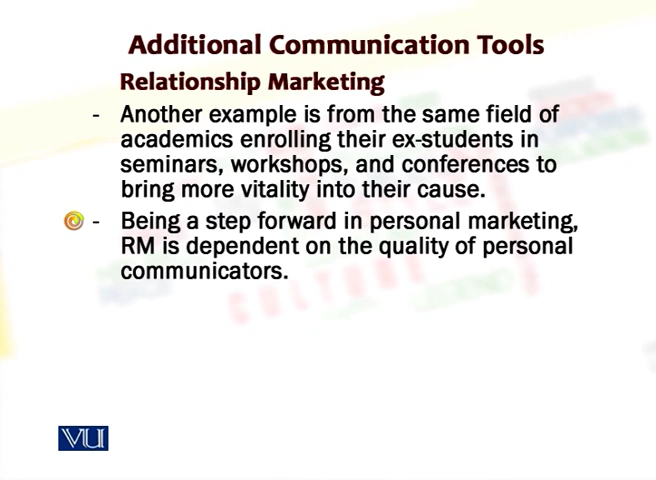 Additional Communication Tools
Relationship Marketing
- Another example is from the same field of
academics enrolling their ex-students in
seminars, workshops, and conferences to
bring more vitality into their cause.
- Being a step forward in personal marketing,
RM is dependent on the quality of personal
communicators.
CULTURE
VU